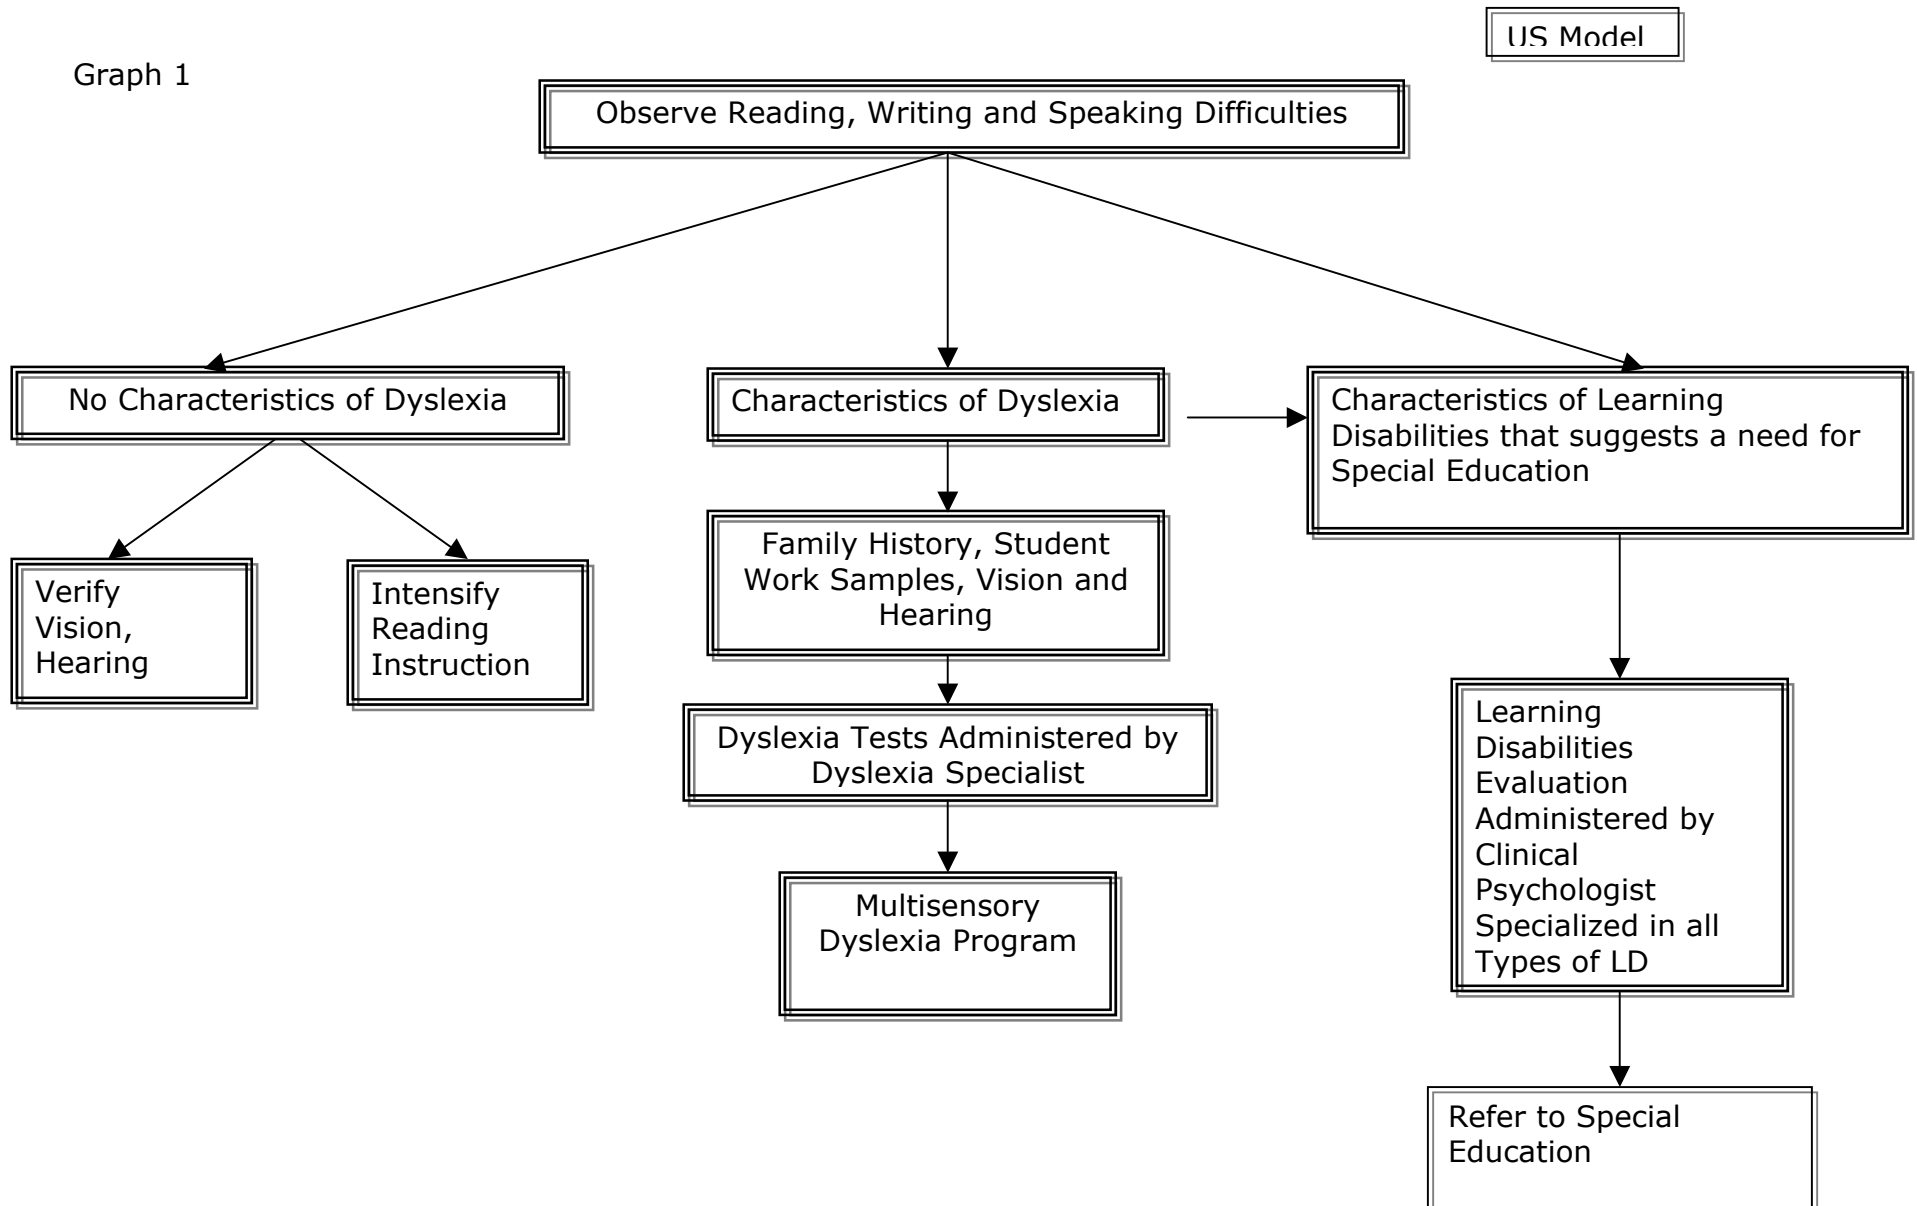 US Model
Graph 1
Observe Reading, Writing and Speaking Difficulties
No Characteristics of Dyslexia
Characteristics of Dyslexia
Characteristics of Learning
Disabilities that suggests a need for
Special Education
Verify
Vision,
Hearing
Intensify
Reading
Instruction
Family History, Student
Work Samples, Vision and
Hearing
Dyslexia Tests Administered by
Dyslexia Specialist
Multisensory
Dyslexia Program
Learning
Disabilities
Evaluation
Administered by
Clinical
Psychologist
Specialized in all
Types of LD
Refer to Special
Education